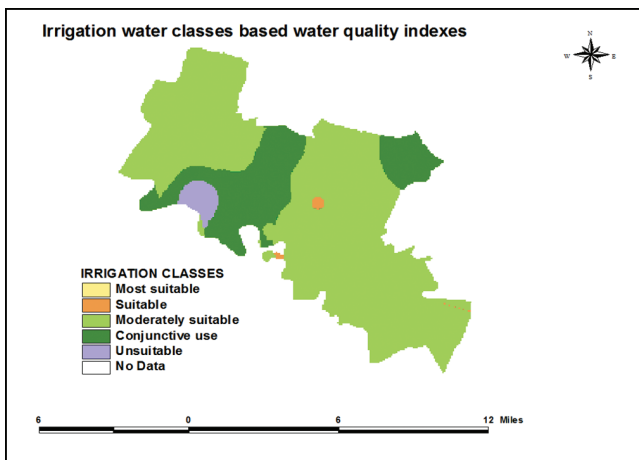 Irrigation water classes based water quality indexes
N
W E
S
IRRIGATION CLASSES
Most suitable
Suitable
Moderately suitable
Conjunctive use
Unsuitable
No Data
6 0 6 12 Miles